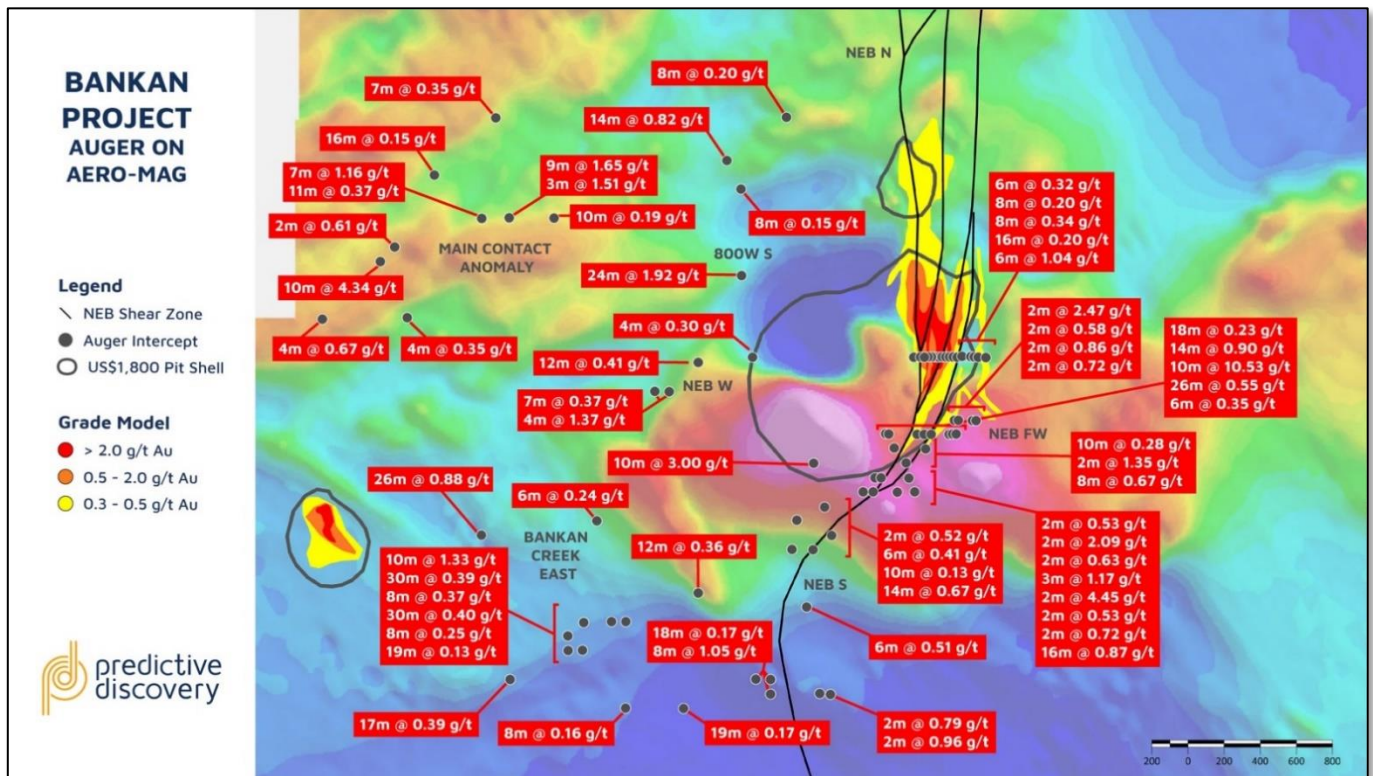 BANKAN
PROJECT
AUGER ON
AERO-MAG
Legend
NEB Shear Zone
Auger Intercept
US$1,800 Pit Shell
Grade Model
> 2.0 g/t Au
0.5 - 2.0 g/t Au
0.3 - 0.5 g/t Au
predictive
discovery
NEB N
8m @ 0.20 g/t
7m @ 0.35 g/t
14m @ 0.82 g/t
16m @ 0.15 g/t
7m @ 1.16 g/t
11m @ 0.37 g/t
9m @ 1.65 g/t
3m @ 1.51 g/t
10m @ 0.19 g/t
8m @ 0.15 g/t
2m @ 0.61 g/t
MAIN CONTACT
ANOMALY
800W S
24m @ 1.92 g/t
10m @ 4.34 g/t
4m @ 0.67 g/t
4m @ 0.35 g/t
4m @ 0.30 g/t
12m @ 0.41 g/t
NEB W
7m @ 0.37 g/t
4m @ 1.37 g/t
6m @ 0.32 g/t
8m @ 0.20 g/t
8m @ 0.34 g/t
16m @ 0.20 g/t
6m @ 1.04 g/t
2m @ 2.47 g/t
2m @ 0.58 g/t
2m @ 0.86 g/t
2m @ 0.72 g/t
18m @ 0.23 g/t
14m @ 0.90 g/t
10m @ 10.53 g/t
26m @ 0.55 g/t
6m @ 0.35 g/t
NEB FW
10m @ 0.28 g/t
2m @ 1.35 g/t
8m @ 0.67 g/t
10m @ 3.00 g/t
26m @ 0.88 g/t
6m @ 0.24 g/t
BANKAN
CREEK
EAST
12m @ 0.36 g/t
2m @ 0.52 g/t
6m @ 0.41 g/t
10m @ 0.13 g/t
14m @ 0.67 g/t
2m @ 0.53 g/t
2m @ 2.09 g/t
2m @ 0.63 g/t
3m @ 1.17 g/t
2m @ 4.45 g/t
2m @ 0.53 g/t
2m @ 0.72 g/t
16m @ 0.87 g/t
10m @ 1.33 g/t
30m @ 0.39 g/t
8m @ 0.37 g/t
30m @ 0.40 g/t
8m @ 0.25 g/t
19m @ 0.13 g/t
NEB S
18m @ 0.17 g/t
8m @ 1.05 g/t
6m @ 0.51 g/t
17m @ 0.39 g/t
8m @ 0.16 g/t
19m @ 0.17 g/t
2m @ 0.79 g/t
2m @ 0.96 g/t
200 0 200 400 600 800